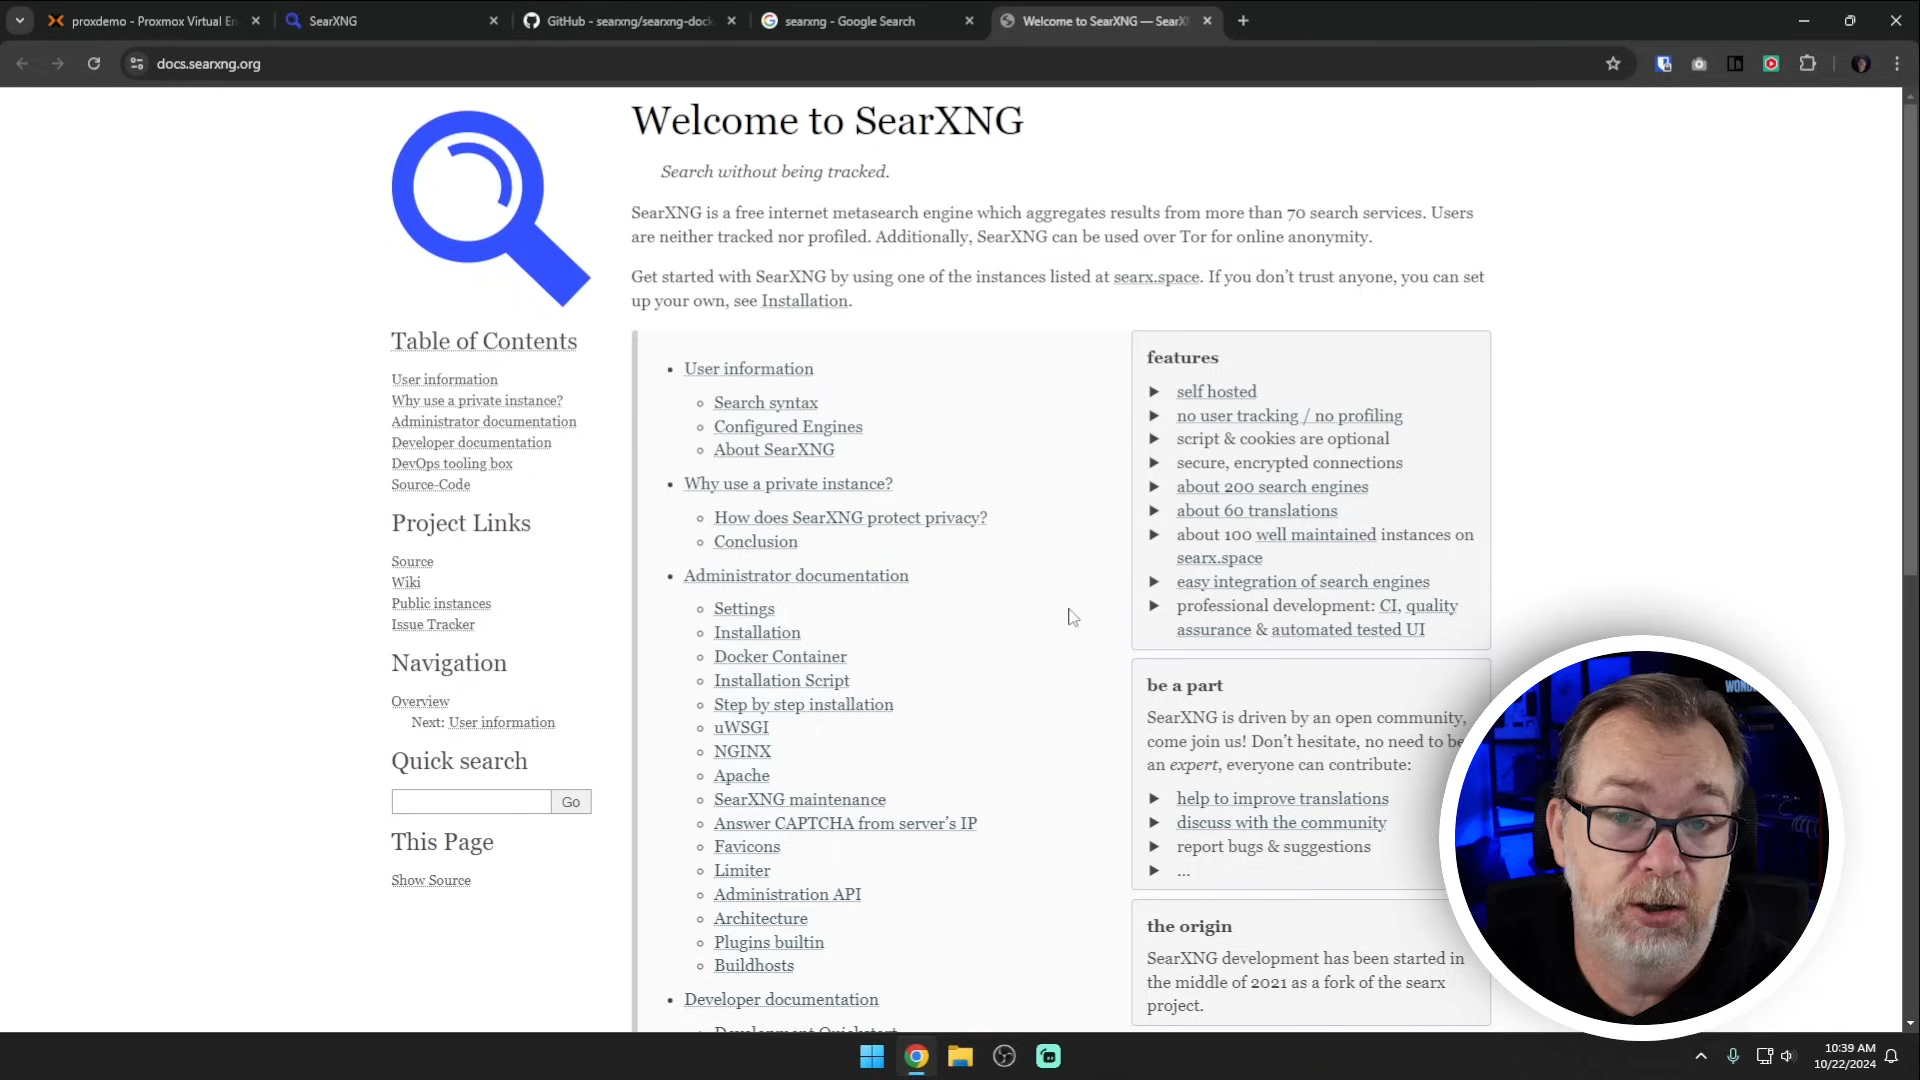 proxdemo - Proxmox Virtual En
SearXNG
GitHub - searxng/searxng-dock
searxng - Google Search
Welcome to SearXNG — SearX
docs.searxng.org
Welcome to SearXNG
Search without being tracked.
SearXNG is a free internet metasearch engine which aggregates results from more than 70 search services. Users
are neither tracked nor profiled. Additionally, SearXNG can be used over Tor for online anonymity.
Get started with SearXNG by using one of the instances listed at searx.space. If you don’t trust anyone, you can set
up your own, see Installation.
Table of Contents
User information
Why use a private instance?
Administrator documentation
Developer documentation
DevOps tooling box
Source-Code
Project Links
Source
Wiki
Public instances
Issue Tracker
Navigation
Overview
Next: User information
Quick search
Go
This Page
Show Source
User information
Search syntax
Configured Engines
About SearXNG
Why use a private instance?
How does SearXNG protect privacy?
Conclusion
Administrator documentation
Settings
Installation
Docker Container
Installation Script
Step by step installation
uWSGI
NGINX
Apache
SearXNG maintenance
Answer CAPTCHA from server’s IP
Favicons
Limiter
Administration API
Architecture
Plugins builtin
Buildhosts
Developer documentation
Development Quickstart
features
self hosted
no user tracking / no profiling
script & cookies are optional
secure, encrypted connections
about 200 search engines
about 60 translations
about 100 well maintained instances on
searx.space
easy integration of search engines
professional development: CI, quality
assurance & automated tested UI
be a part
SearXNG is driven by an open community,
come join us! Don’t hesitate, no need to be
an expert, everyone can contribute:
help to improve translations
discuss with the community
report bugs & suggestions
...
the origin
SearXNG development has been started in
the middle of 2021 as a fork of the searx
project.
10:39 AM
10/22/2024